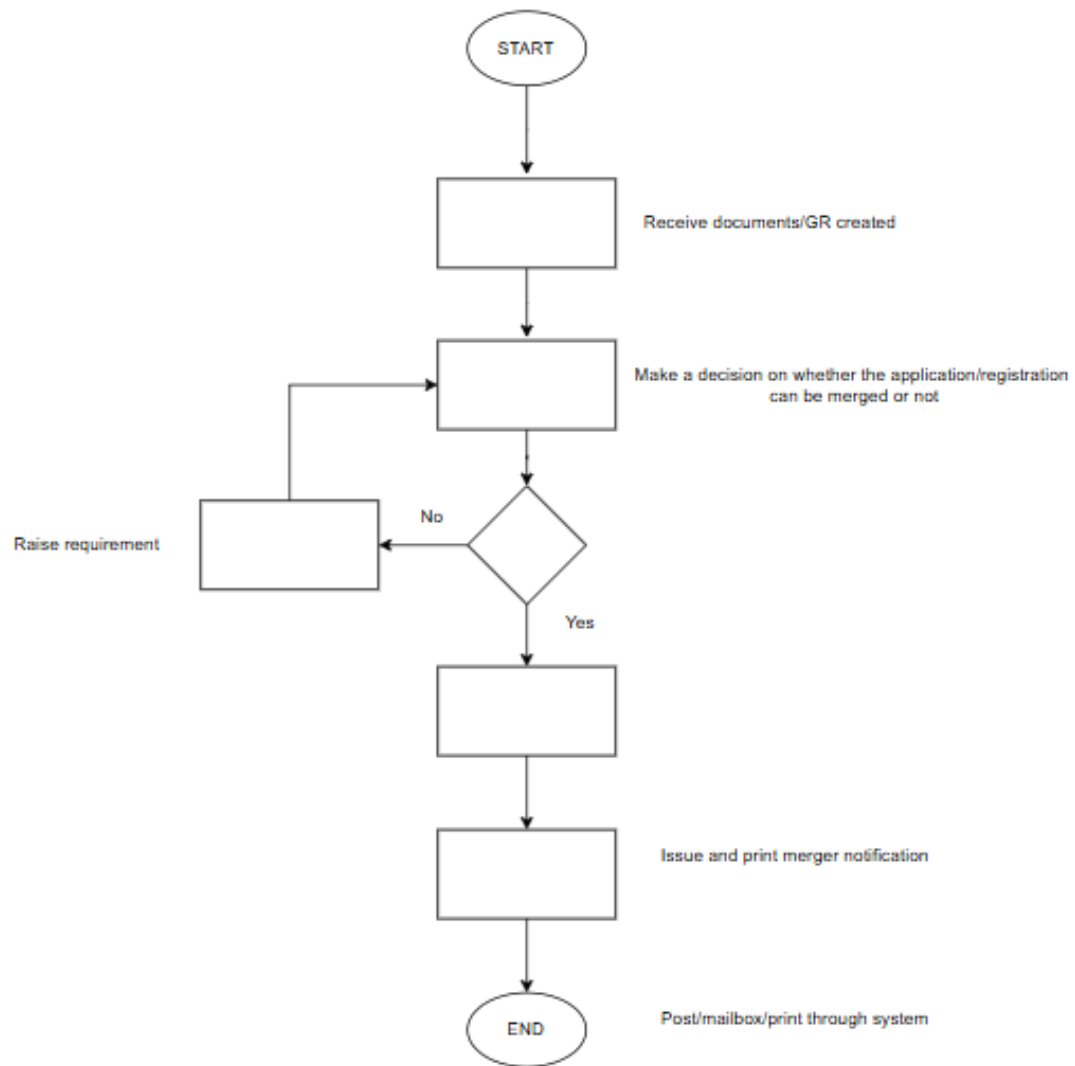 START
Receive documents/GR created
Make a decision on whether the application/registration
can be merged or not
No
Raise requirement
Yes
Issue and print merger notification
END
Post/mailbox/print through system